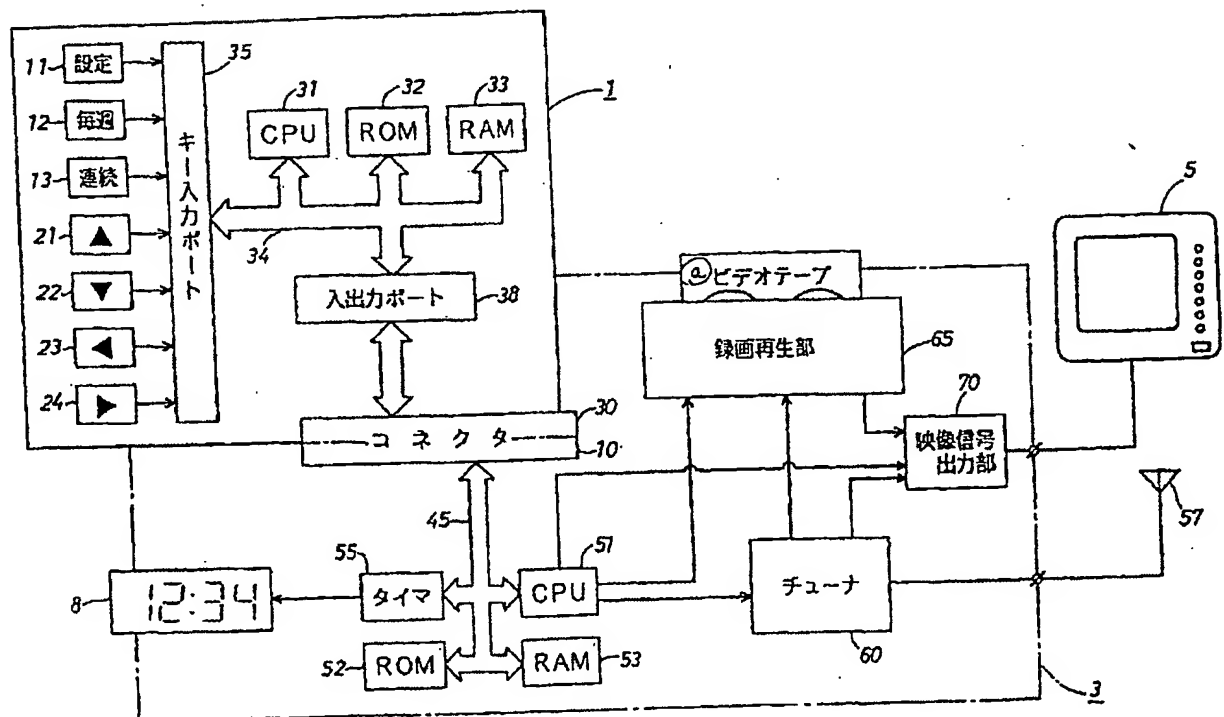 11 設定
12 毎週
13 連続
21 ▲
22 ▼
23 ◀
24 ▶
キー入力ポート
35
31
CPU
32
ROM
33
RAM
1
34
入出力ポート
38
コネクタ
30
10
ⓐビデオテープ
録画再生部
65
5
70
映像信号
出力部
57
45
55
タイマ
51
CPU
チューナ
60
8
12:34
52
ROM
RAM
53
3